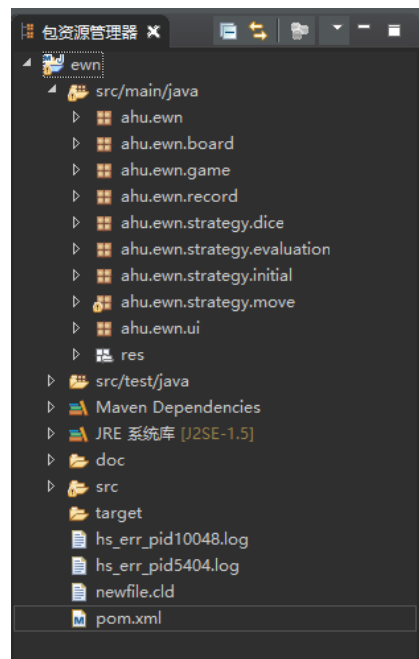 包资源管理器
ewn
src/main/java
ahu.ewn
ahu.ewn.board
ahu.ewn.game
ahu.ewn.record
ahu.ewn.strategy.dice
ahu.ewn.strategy.evaluation
ahu.ewn.strategy.initial
ahu.ewn.strategy.move
ahu.ewn.ui
res
src/test/java
Maven Dependencies
JRE 系统库 [J2SE-1.5]
doc
src
target
hs_err_pid10048.log
hs_err_pid5404.log
newfile.cld
pom.xml